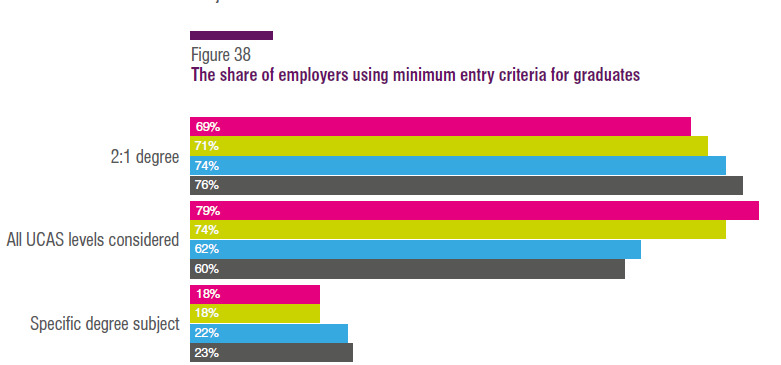 Figure 38
The share of employers using minimum entry criteria for graduates
2:1 degree
69%
71%
74%
76%
All UCAS levels considered
79%
74%
62%
60%
Specific degree subject
18%
18%
22%
23%